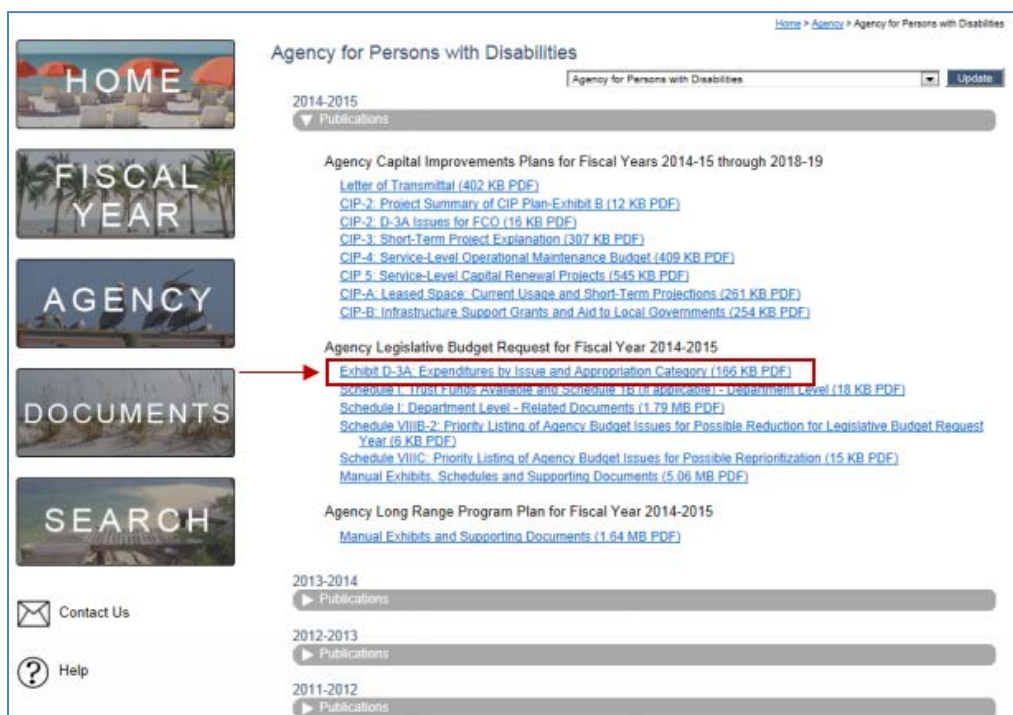 Home > Agency > Agency for Persons with Disabilities
HOME
FISCAL
YEAR
AGENCY
DOCUMENTS
SEARCH
Contact Us
Help
Agency for Persons with Disabilities
Agency for Persons with Disabilities
Update
2014-2015
Publications
Agency Capital Improvements Plans for Fiscal Years 2014-15 through 2018-19
Letter of Transmittal (402 KB PDF)
CIP-2: Project Summary of CIP Plan-Exhibit B (12 KB PDF)
CIP-2: D-3A Issues for FCO (16 KB PDF)
CIP-3: Short-Term Project Explanation (307 KB PDF)
CIP-4: Service-Level Operational Maintenance Budget (409 KB PDF)
CIP 5: Service-Level Capital Renewal Projects (545 KB PDF)
CIP-A: Leased Space: Current Usage and Short-Term Projections (261 KB PDF)
CIP-B: Infrastructure Support Grants and Aid to Local Governments (254 KB PDF)
Agency Legislative Budget Request for Fiscal Year 2014-2015
Exhibit D-3A: Expenditures by Issue and Appropriation Category (166 KB PDF)
Schedule I: Trust Funds Available and Schedule 1B (if applicable) - Department Level (18 KB PDF)
Schedule I: Department Level - Related Documents (1.79 MB PDF)
Schedule VIIIB-2: Priority Listing of Agency Budget Issues for Possible Reduction for Legislative Budget Request
Year (6 KB PDF)
Schedule VIIIC: Priority Listing of Agency Budget Issues for Possible Reprioritization (15 KB PDF)
Manual Exhibits, Schedules and Supporting Documents (5.06 MB PDF)
Agency Long Range Program Plan for Fiscal Year 2014-2015
Manual Exhibits and Supporting Documents (1.64 MB PDF)
2013-2014
Publications
2012-2013
Publications
2011-2012
Publications